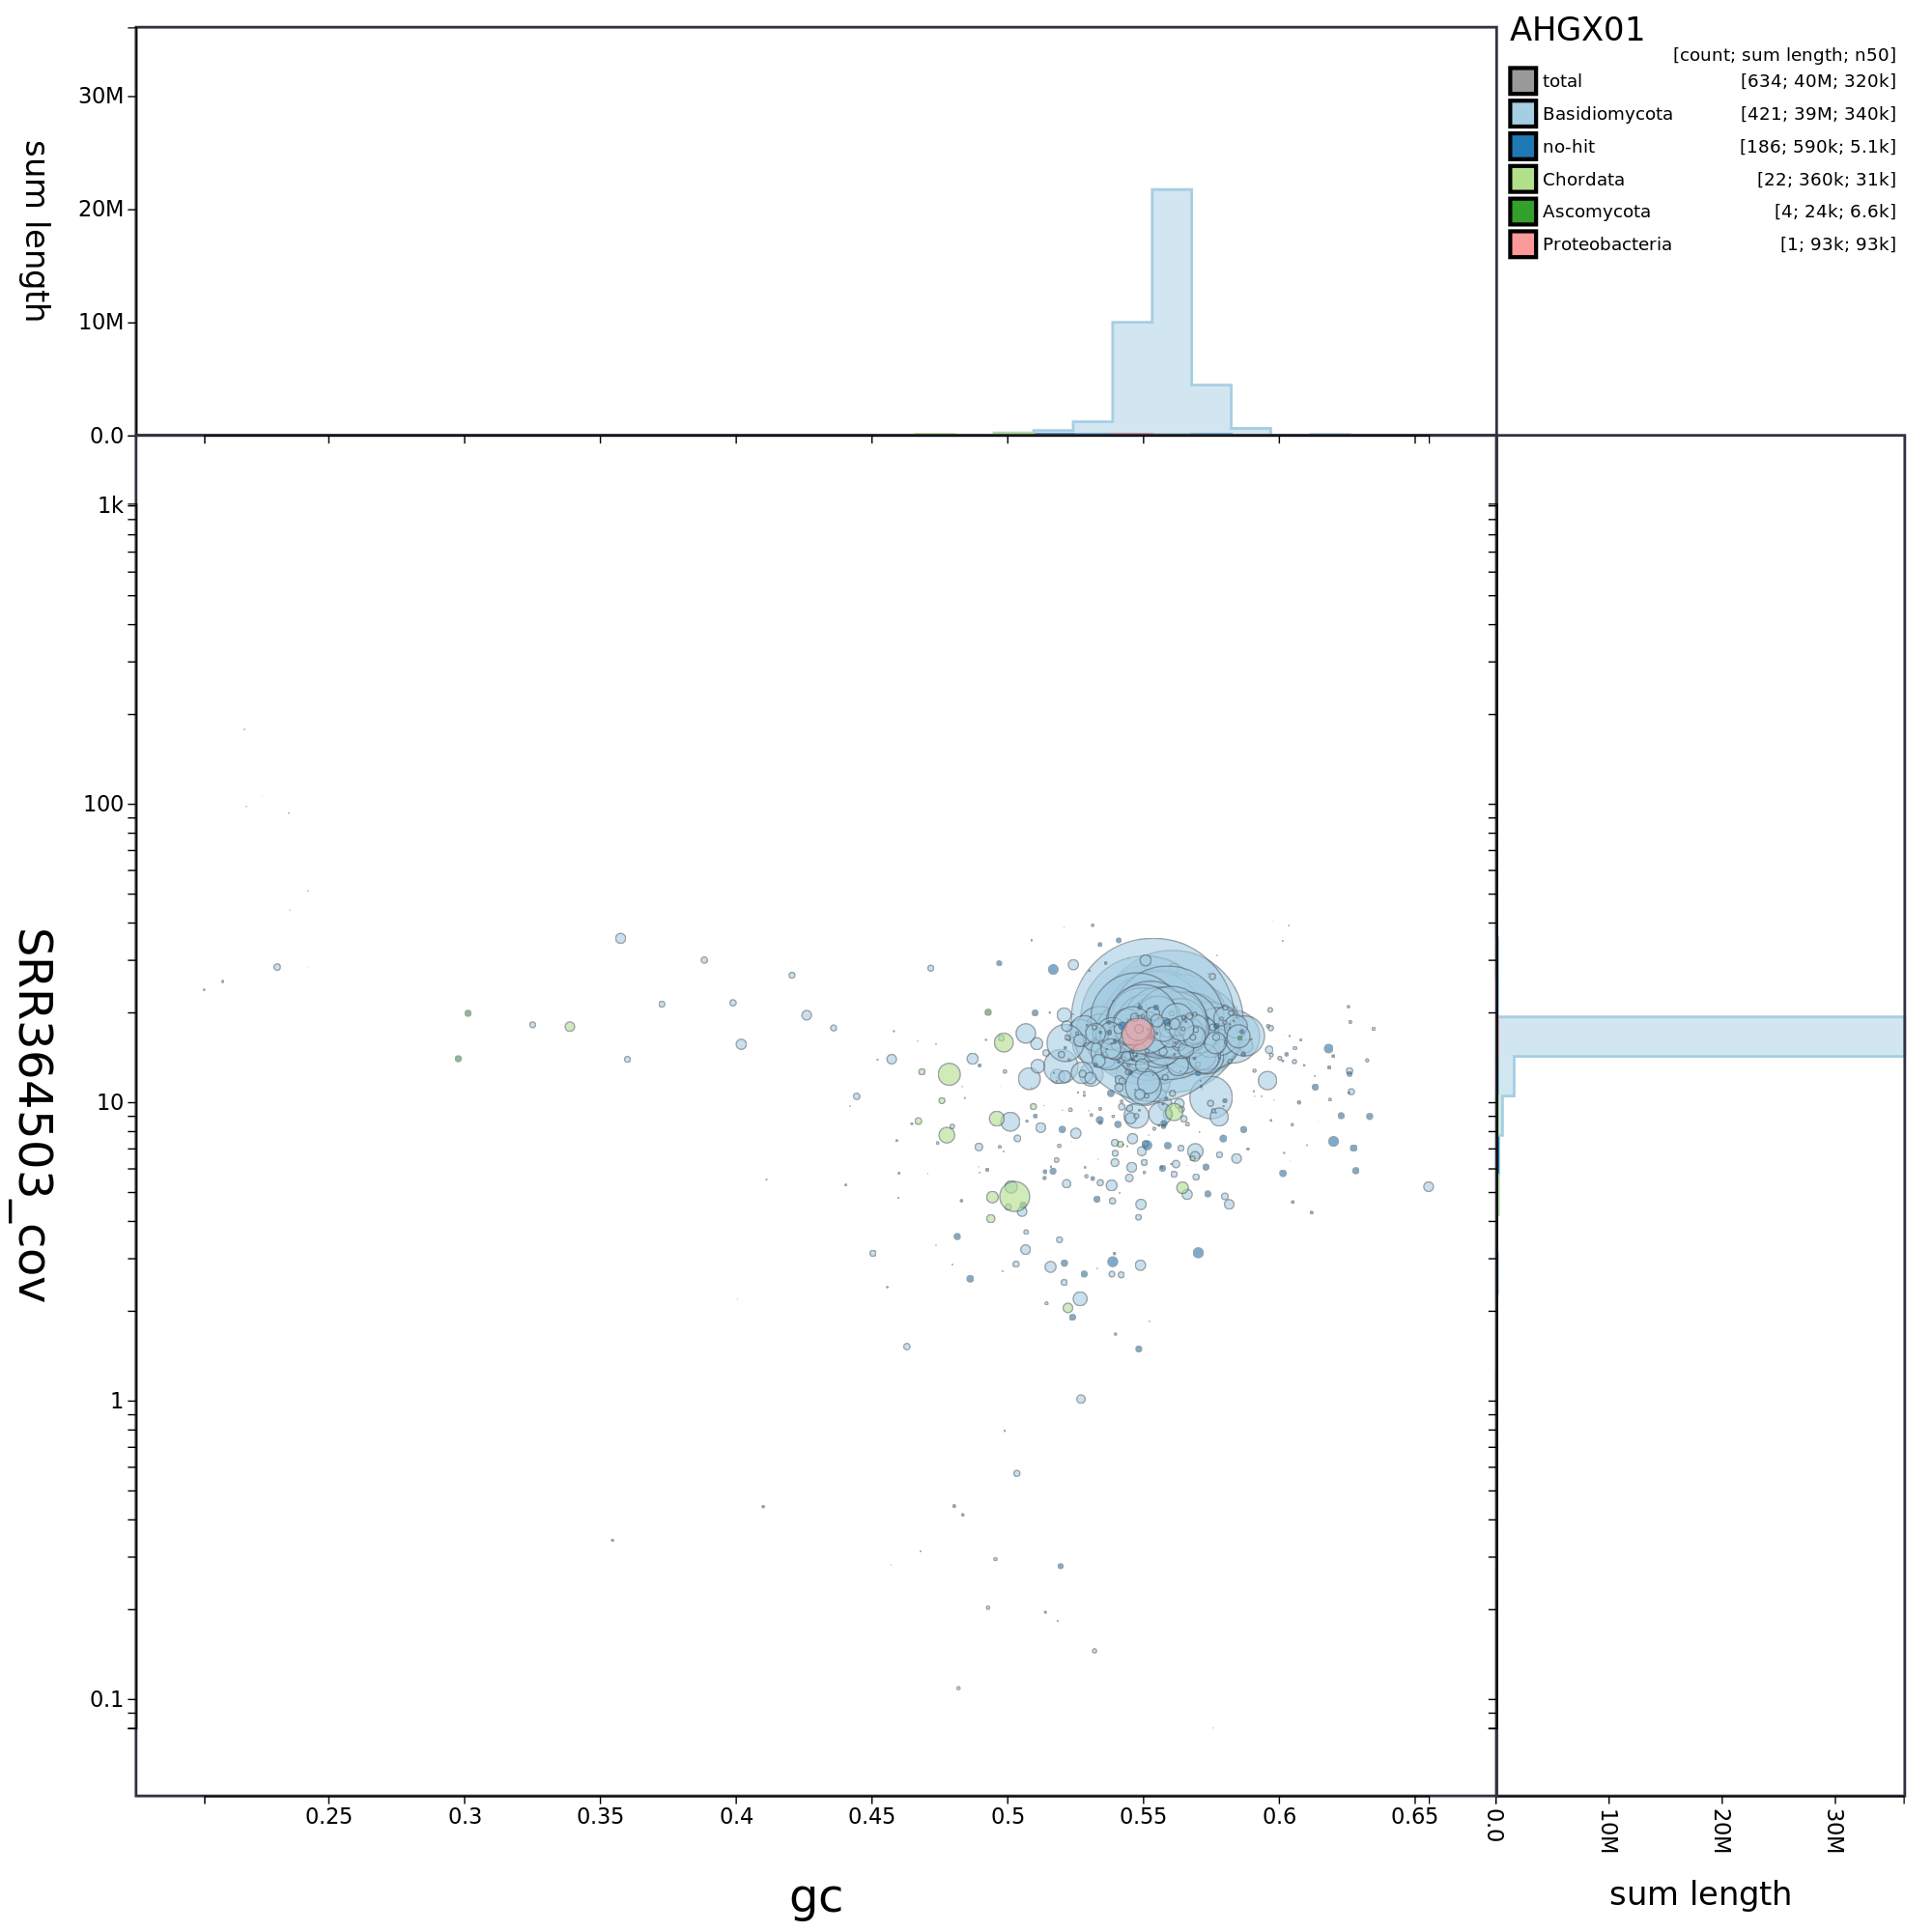 AHGX01
[count; sum length; n50]
total [634; 40M; 320k]
Basidiomycota [421; 39M; 340k]
no-hit [186; 590k; 5.1k]
Chordata [22; 360k; 31k]
Ascomycota [4; 24k; 6.6k]
Proteobacteria [1; 93k; 93k]
sum length
30M
20M
10M
0.0
SRR364503_cov
1k
100
10
1
0.1
0.25 0.3 0.35 0.4 0.45 0.5 0.55 0.6 0.65
gc
0.0 10M 20M 30M
sum length